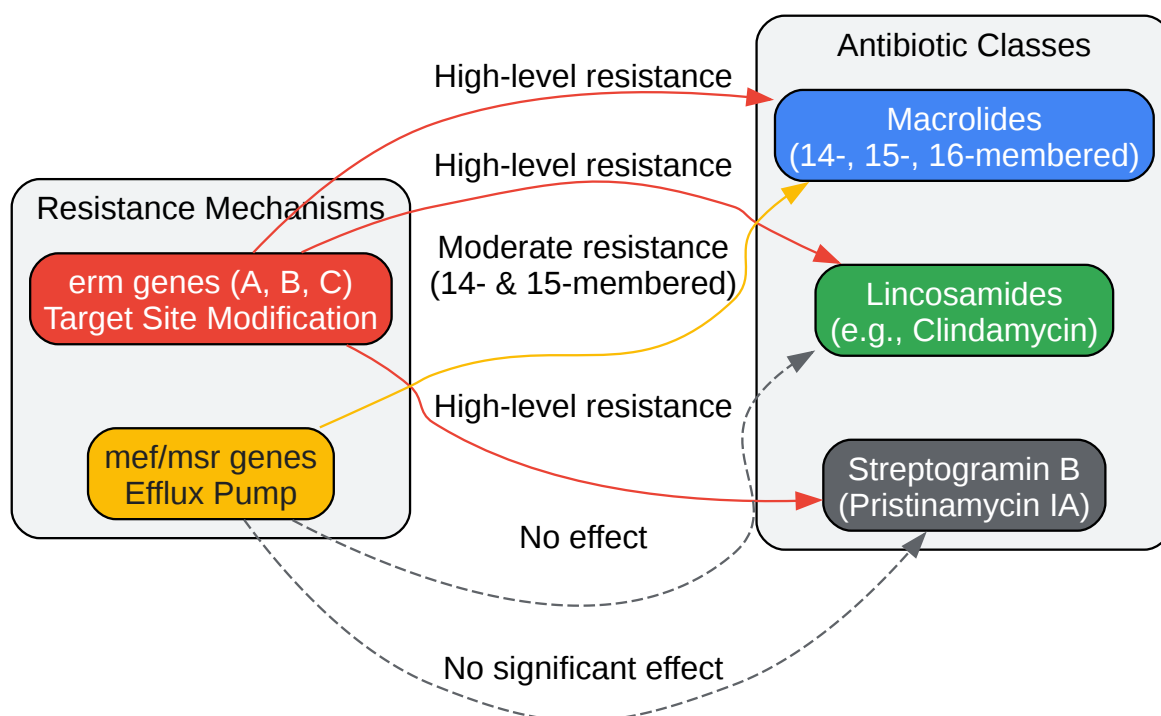 Antibiotic Classes
High-level resistance
Macrolides
(14-, 15-, 16-membered)
High-level resistance
Resistance Mechanisms
Moderate resistance
(14- & 15-membered)
erm genes (A, B, C)
Target Site Modification
Lincosamides
(e.g., Clindamycin)
High-level resistance
mef/msr genes
Efflux Pump
Streptogramin B
(Pristinamycin IA)
No effect
No significant effect